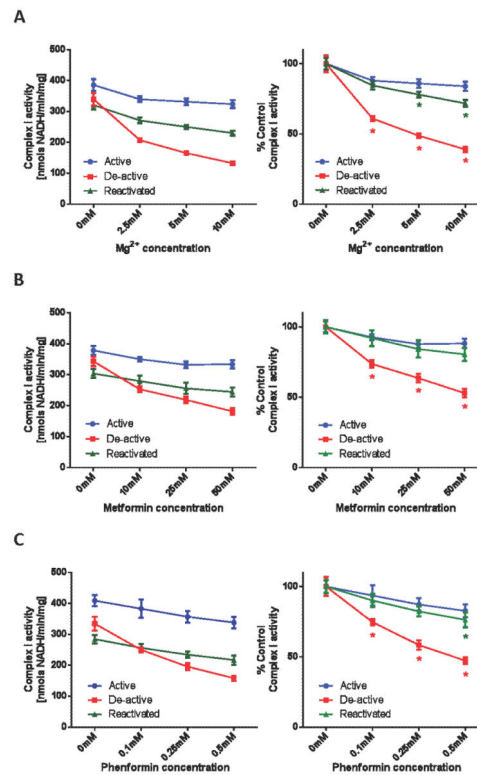 A
Complex I activity
[nmols NADH/min/mg]
500
400
300
200
100
0
Active
De-active
Reactivated
0mM
2.5mM
5mM
10mM
Mg²⁺ concentration
% Control
Complex I activity
100
50
0
*
*
*
*
*
Active
De-active
Reactivated
0mM
2.5mM
5mM
10mM
Mg²⁺ concentration
B
Complex I activity
[nmols NADH/min/mg]
500
400
300
200
100
0
Active
De-active
Reactivated
0mM
10mM
25mM
50mM
Metformin concentration
% Control
Complex I activity
100
50
0
*
*
*
Active
De-active
Reactivated
0mM
10mM
25mM
50mM
Metformin concentration
C
Complex I activity
[nmols NADH/min/mg]
500
400
300
200
100
0
Active
De-active
Reactivated
0mM
0.1mM
0.25mM
0.5mM
Phenformin concentration
% Control
Complex I activity
100
50
0
*
*
*
*
Active
De-active
Reactivated
0mM
0.1mM
0.25mM
0.5mM
Phenformin concentration